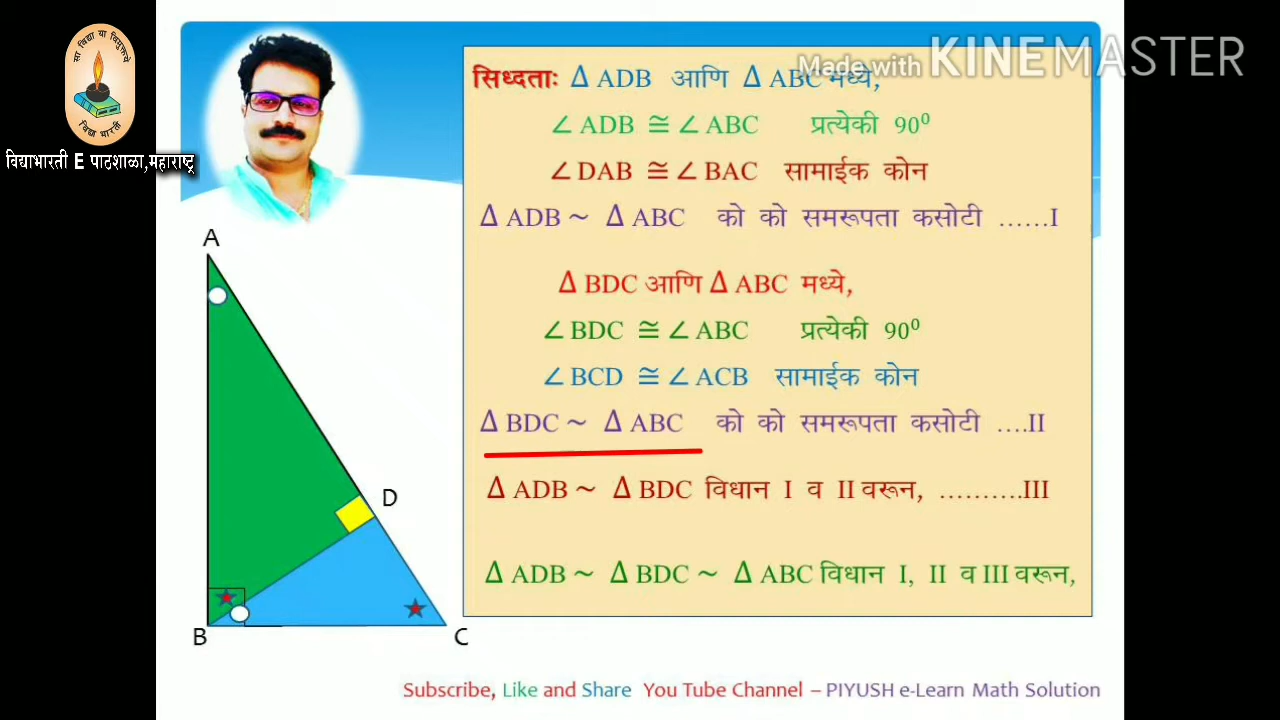 सा विद्या या विमुक्तये
विद्या भारती
विद्याभारती E पाठशाळा,महाराष्ट्र
Made with KINEMASTER
सिध्दताः Δ ADB आणि Δ ABC मध्ये,
∠ ADB ≅ ∠ ABC प्रत्येकी 90⁰
∠ DAB ≅ ∠ BAC सामाईक कोन
Δ ADB ~ Δ ABC को को समरूपता कसोटी ......I
Δ BDC आणि Δ ABC मध्ये,
∠ BDC ≅ ∠ ABC प्रत्येकी 90⁰
∠ BCD ≅ ∠ ACB सामाईक कोन
Δ BDC ~ Δ ABC को को समरूपता कसोटी ....II
Δ ADB ~ Δ BDC विधान I व II वरून, ..........III
Δ ADB ~ Δ BDC ~ Δ ABC विधान I, II व III वरून,
A
D
B
C
Subscribe, Like and Share You Tube Channel – PIYUSH e-Learn Math Solution